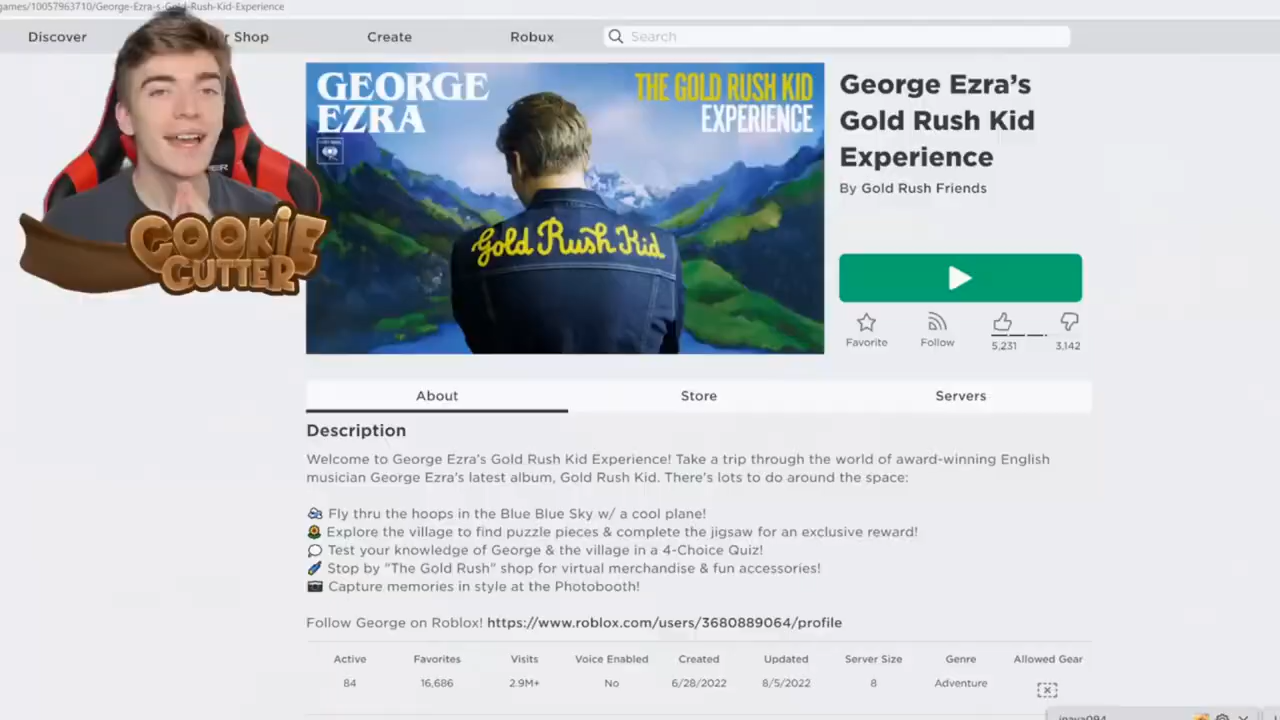 games/10057963710/George-Ezra-s-Gold-Rush-Kid-Experience
Discover
Shop
Create
Robux
Search
GEORGE
EZRA
THE GOLD RUSH KID
EXPERIENCE
Gold Rush Kid
COOKIE
CUTTER
George Ezra's
Gold Rush Kid
Experience
By Gold Rush Friends
Favorite
Follow
5,231
3,142
About
Store
Servers
Description
Welcome to George Ezra's Gold Rush Kid Experience! Take a trip through the world of award-winning English
musician George Ezra's latest album, Gold Rush Kid. There's lots to do around the space:
Fly thru the hoops in the Blue Blue Sky w/ a cool plane!
Explore the village to find puzzle pieces & complete the jigsaw for an exclusive reward!
Test your knowledge of George & the village in a 4-Choice Quiz!
Stop by "The Gold Rush" shop for virtual merchandise & fun accessories!
Capture memories in style at the Photobooth!
Follow George on Roblox! https://www.roblox.com/users/3680889064/profile
Active
Favorites
Visits
Voice Enabled
Created
Updated
Server Size
Genre
Allowed Gear
84
16,686
2.9M+
No
6/28/2022
8/5/2022
8
Adventure